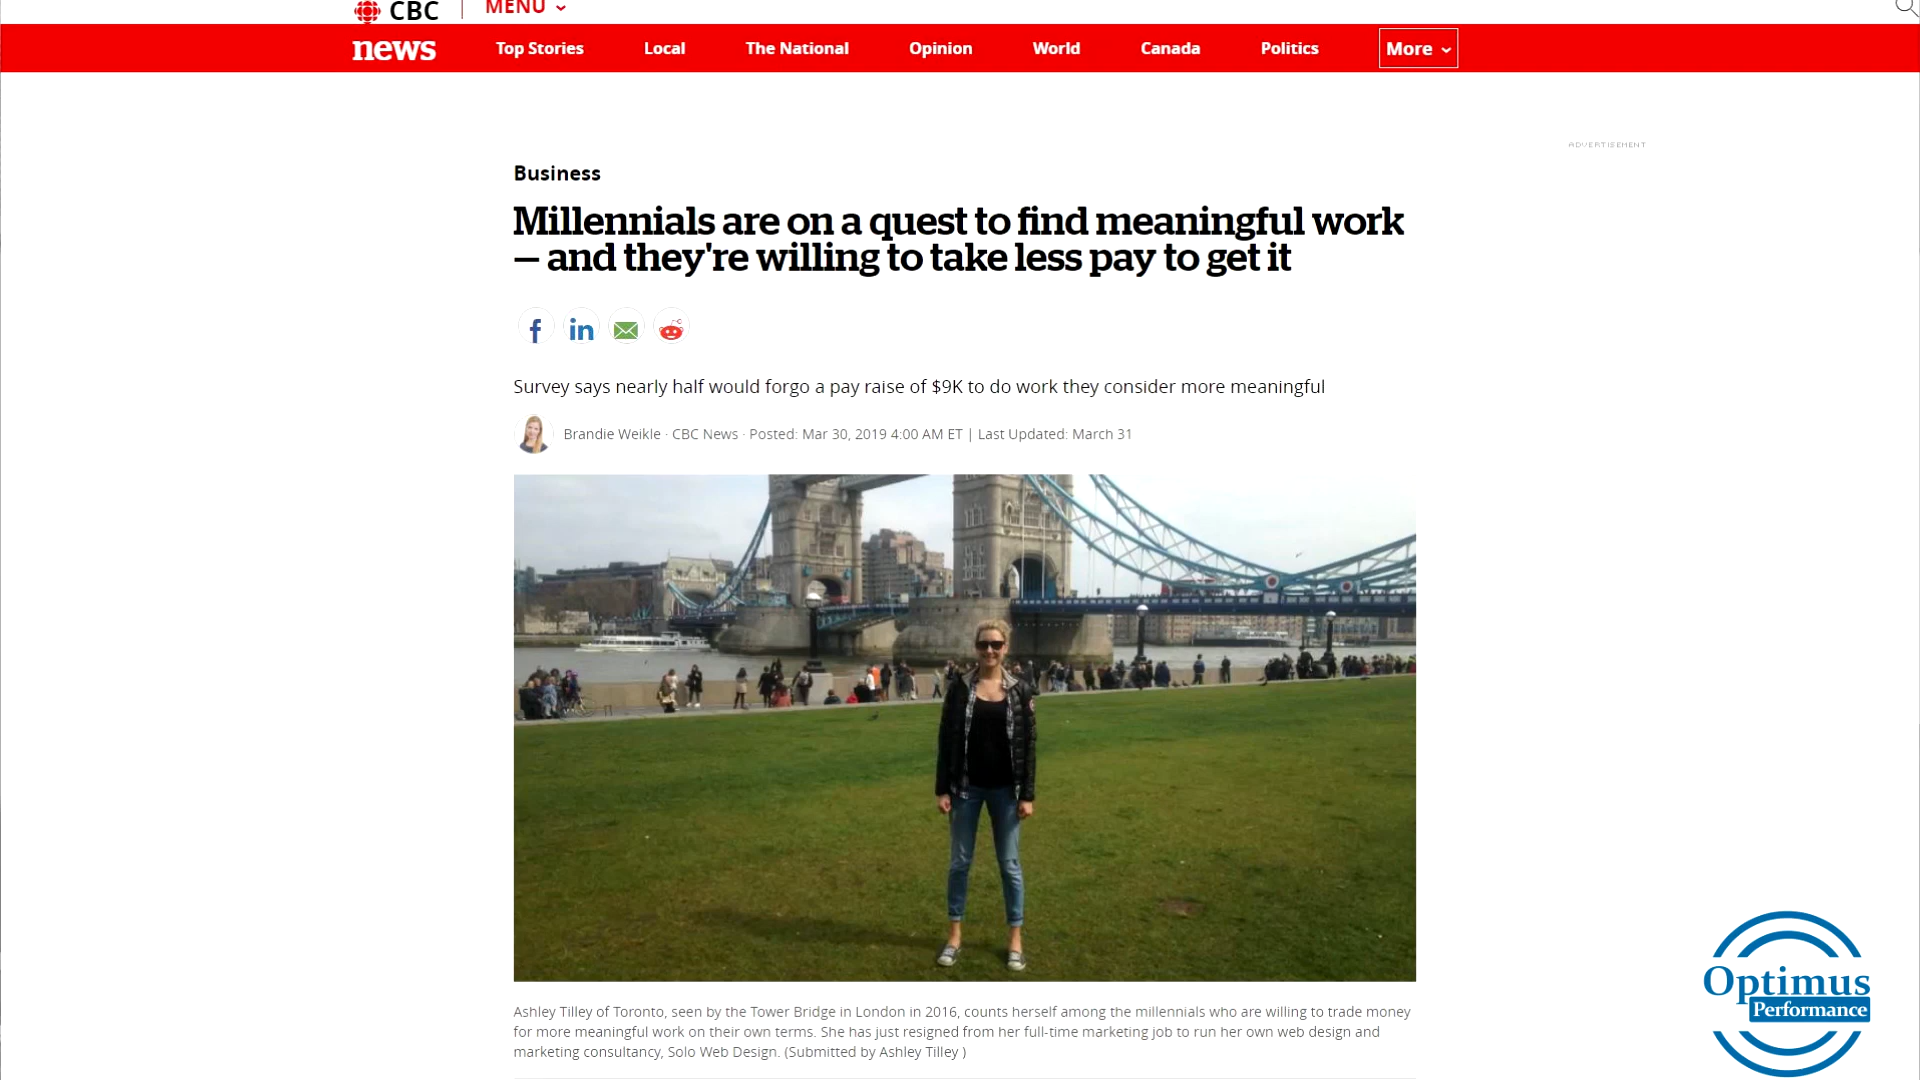 CBC MENU
news Top Stories Local The National Opinion World Canada Politics More
ADVERTISEMENT
Business
Millennials are on a quest to find meaningful work
— and they're willing to take less pay to get it
Survey says nearly half would forgo a pay raise of $9K to do work they consider more meaningful
Brandie Weikle · CBC News · Posted: Mar 30, 2019 4:00 AM ET | Last Updated: March 31
Ashley Tilley of Toronto, seen by the Tower Bridge in London in 2016, counts herself among the millennials who are willing to trade money
for more meaningful work on their own terms. She has just resigned from her full-time marketing job to run her own web design and
marketing consultancy, Solo Web Design. (Submitted by Ashley Tilley )
Optimus
Performance